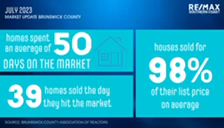 JULY 2023
MARKET UPDATE BRUNSWICK COUNTY
RE/MAX
SOUTHERN COAST
homes spent
an average of 50
DAYS ON THE MARKET
39 homes sold the day
they hit the market
houses sold for
98%
of their list price
on average
SOURCE: BRUNSWICK COUNTY ASSOCIATION OF REALTORS